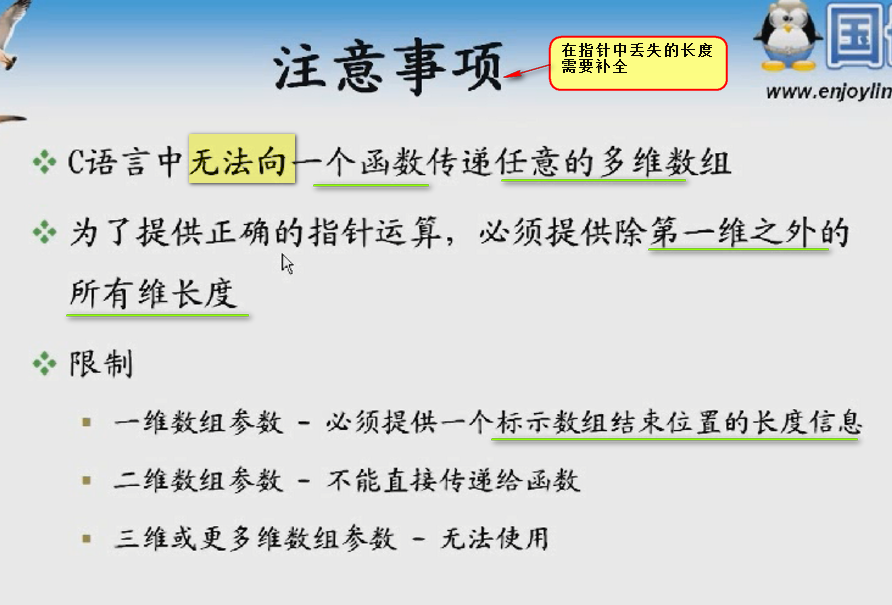 注意事项
在指针中丢失的长度
需要补全
国
www.enjoylin
C语言中无法向一个函数传递任意的多维数组
为了提供正确的指针运算，必须提供除第一维之外的
所有维长度
限制
一维数组参数 - 必须提供一个标示数组结束位置的长度信息
二维数组参数 - 不能直接传递给函数
三维或更多维数组参数 - 无法使用